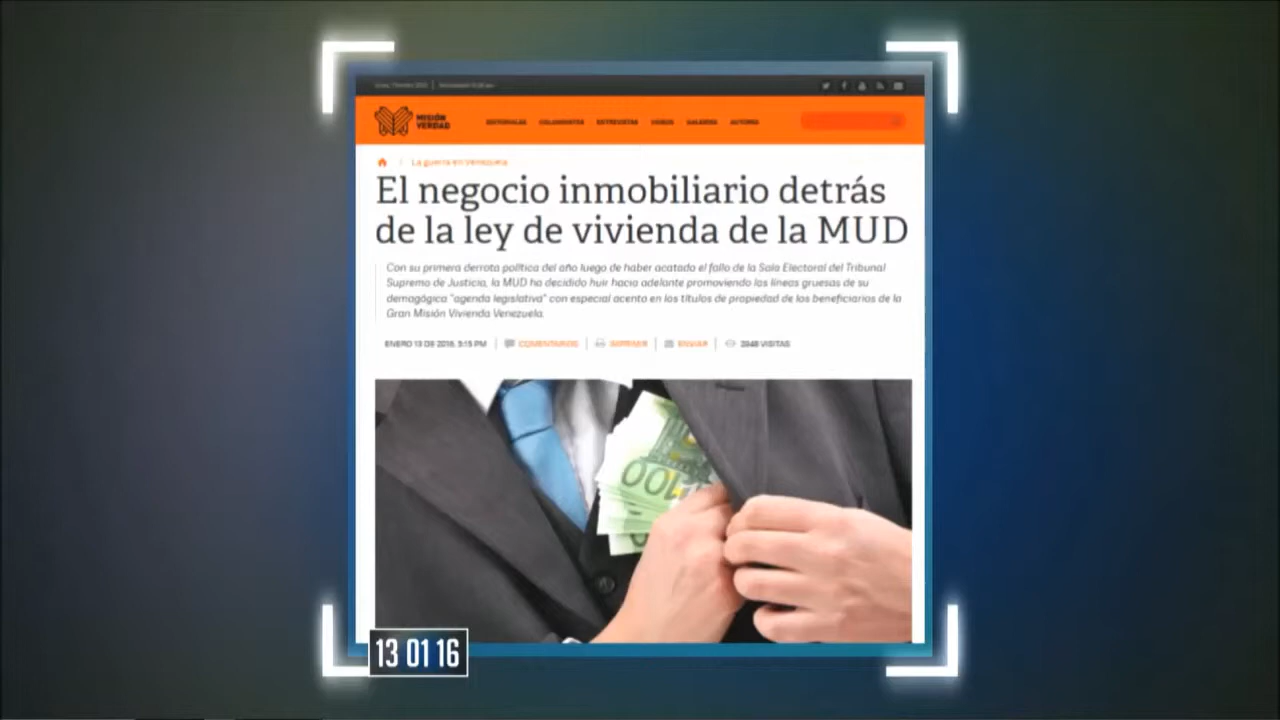 MISIÓN
VERDAD
EDITORIALES COLUMNISTAS ENTREVISTAS VIDEOS GALERÍAS AUTORES
La guerra en Venezuela
El negocio inmobiliario detrás
de la ley de vivienda de la MUD
Con su primera derrota política del año luego de haber acatado el fallo de la Sala Electoral del Tribunal
Supremo de Justicia, la MUD ha decidido huir hacia adelante promoviendo las líneas gruesas de su
demagógica "agenda legislativa" con especial acento en los títulos de propiedad de los beneficiarios de la
Gran Misión Vivienda Venezuela.
ENERO 13 DE 2016, 5:15 PM COMENTARIOS IMPRIMIR ENVIAR 3948 VISITAS
100
13 01 16